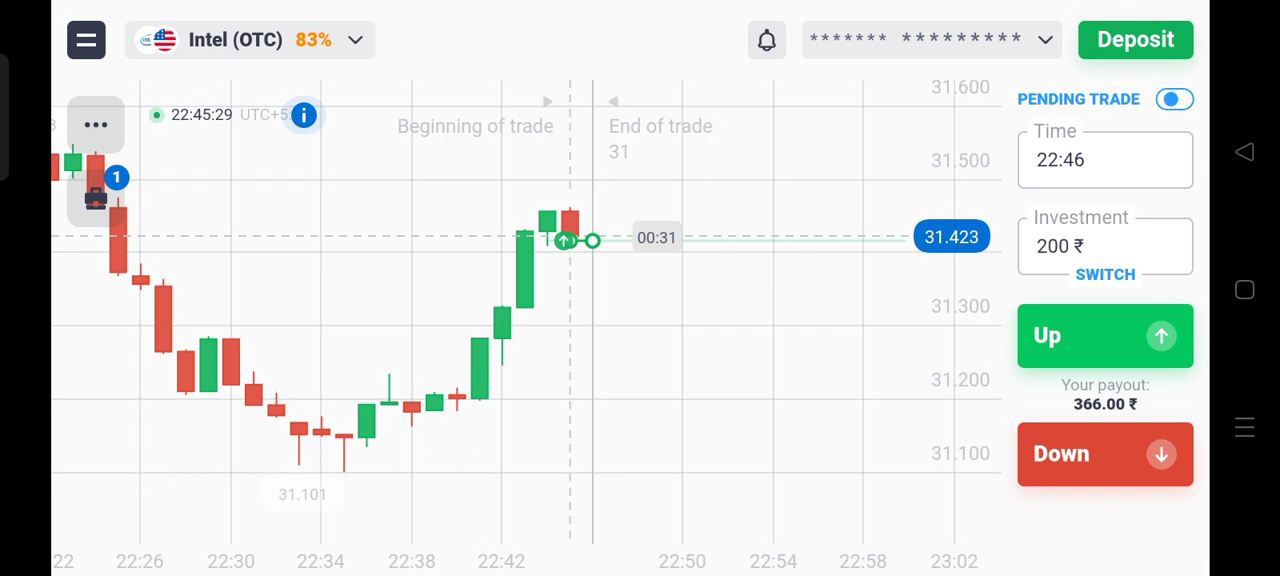 Intel (OTC) 83%
******* *********
Deposit
31.600
22:45:29 UTC+5:
PENDING TRADE
Beginning of trade
End of trade
31
Time
22:46
31.500
1
Investment
200 ₹
SWITCH
00:31
31.423
31.300
Up
Your payout:
366.00 ₹
31.200
Down
31.100
31.101
22 22:26 22:30 22:34 22:38 22:42 22:50 22:54 22:58 23:02